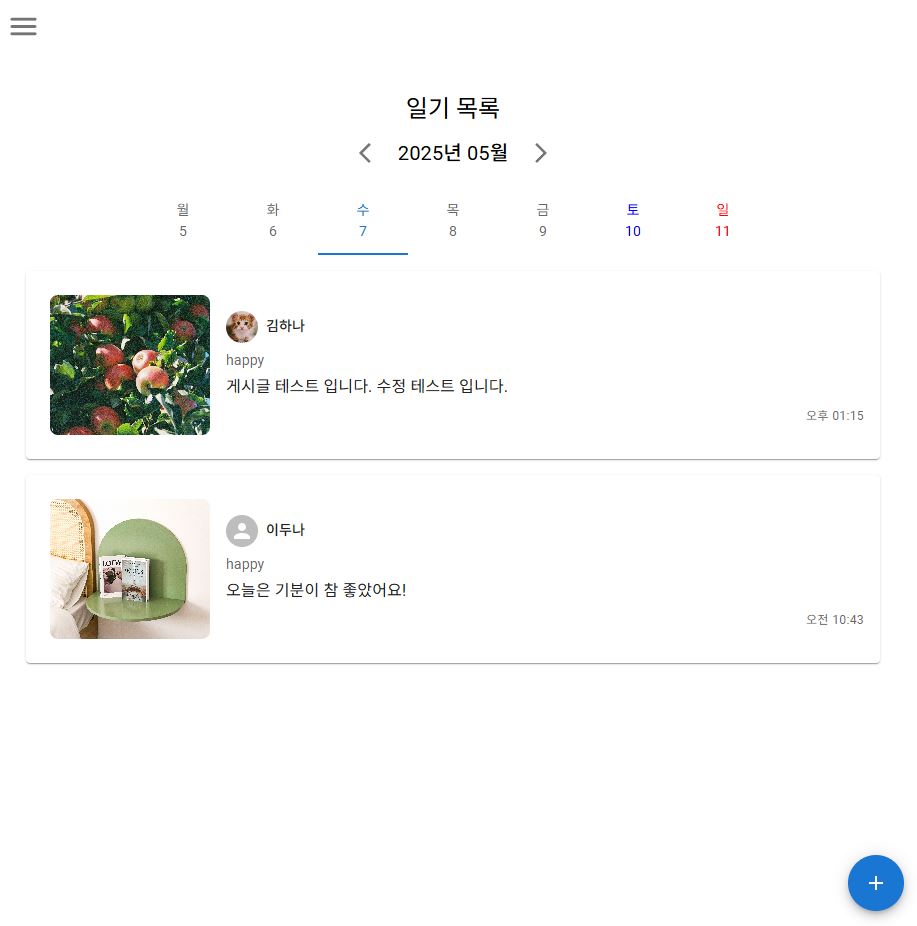 일기 목록
2025년 05월
월 화 수 목 금 토 일
5 6 7 8 9 10 11
김하나
happy
게시글 테스트 입니다. 수정 테스트 입니다.
오후 01:15
이두나
happy
오늘은 기분이 참 좋았어요!
오전 10:43